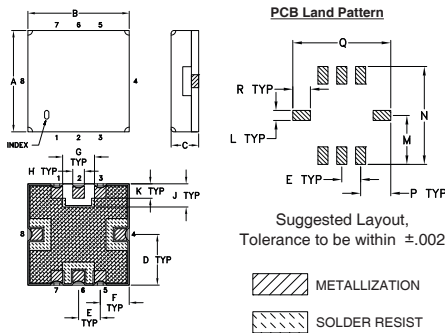 PCB Land Pattern
7 6 5
B
A
8
4
INDEX
1 2 3
C
Q
R TYP
L TYP
N
M
E TYP
P TYP
G
TYP
H TYP
1 2 3
K TYP
J TYP
8
4
D TYP
7 6 5
E
TYP
F
TYP
Suggested Layout,
Tolerance to be within ±.002
METALLIZATION
SOLDER RESIST